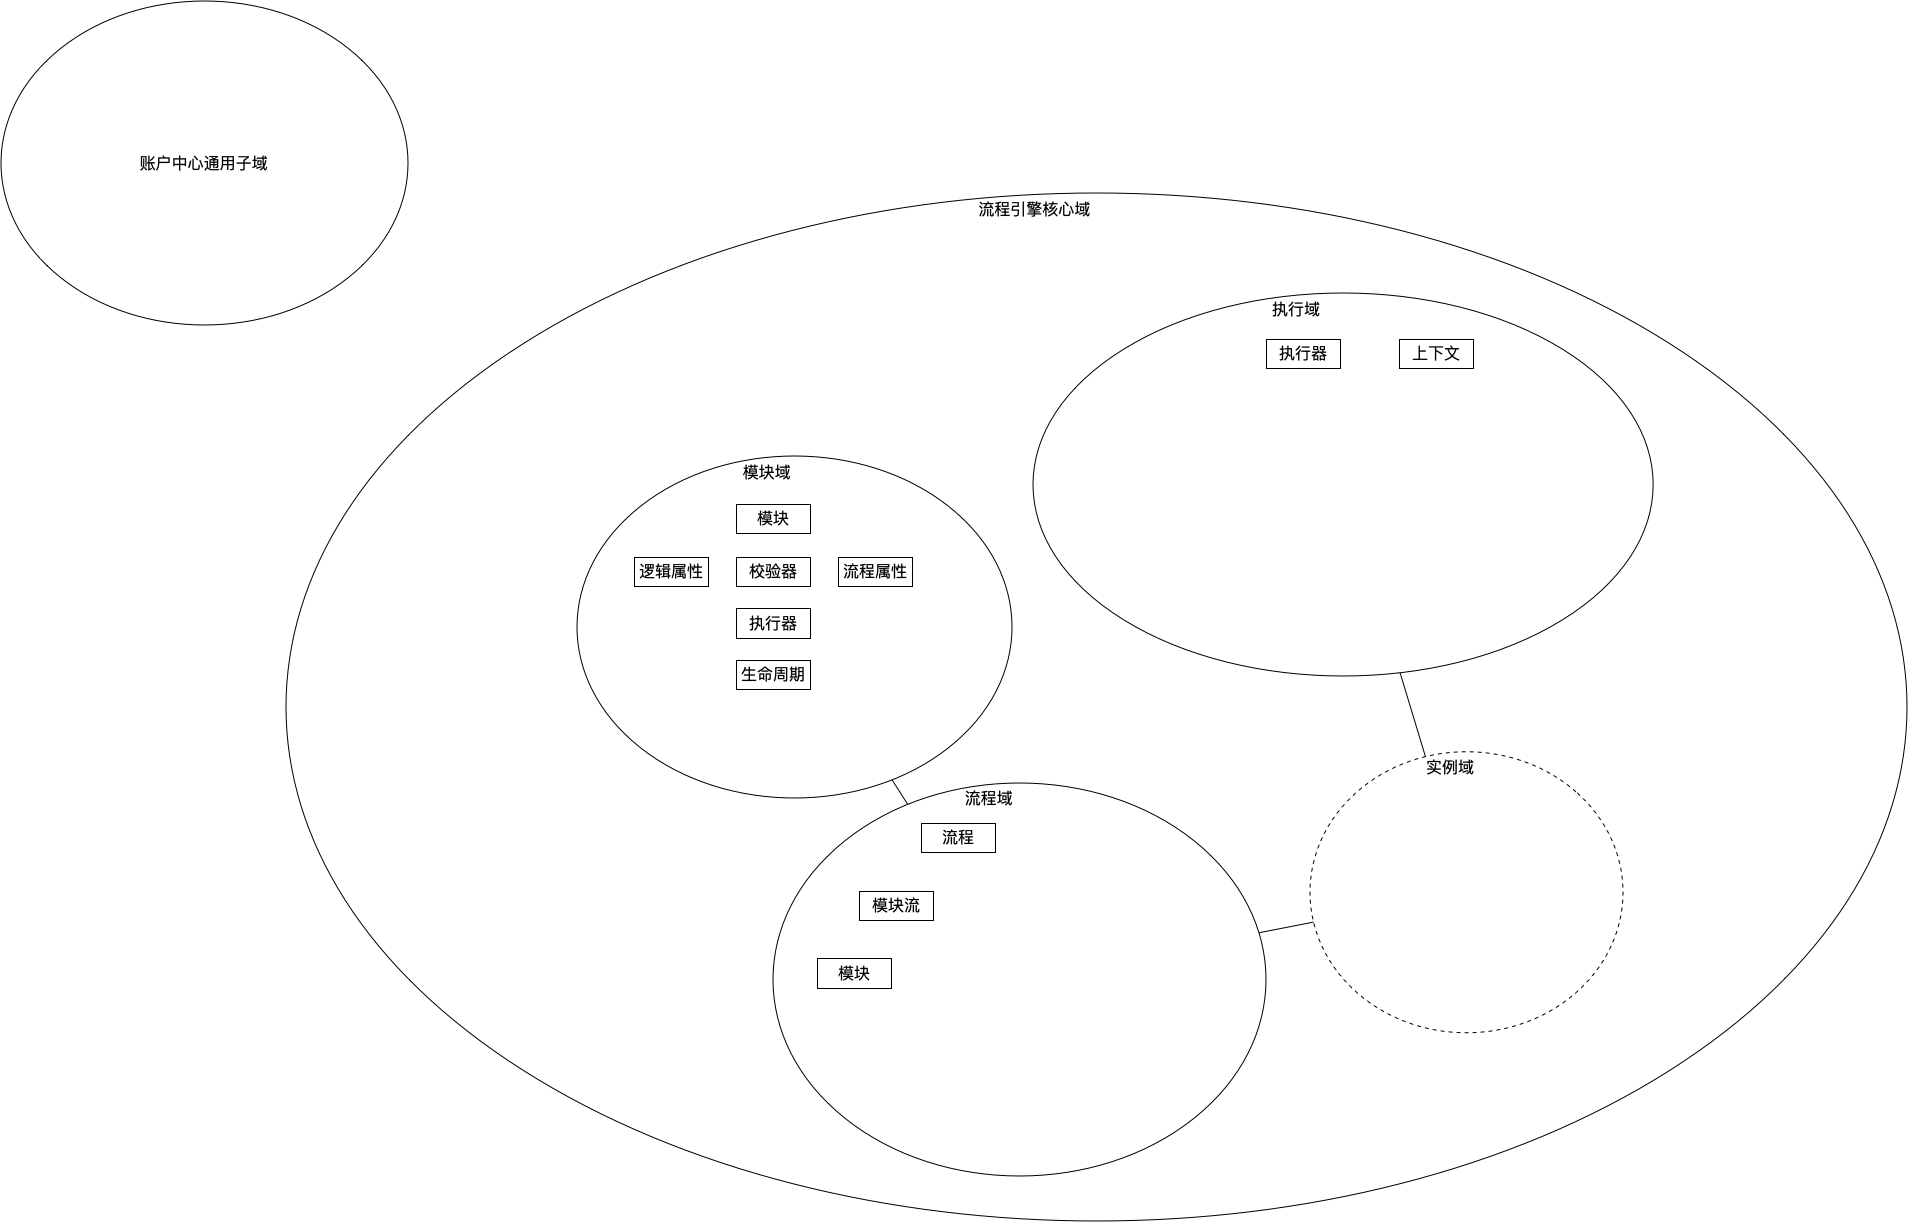 账户中心通用子域
流程引擎核心域
执行域
执行器
上下文
模块域
模块
逻辑属性
校验器
流程属性
执行器
生命周期
流程域
流程
模块流
模块
实例域